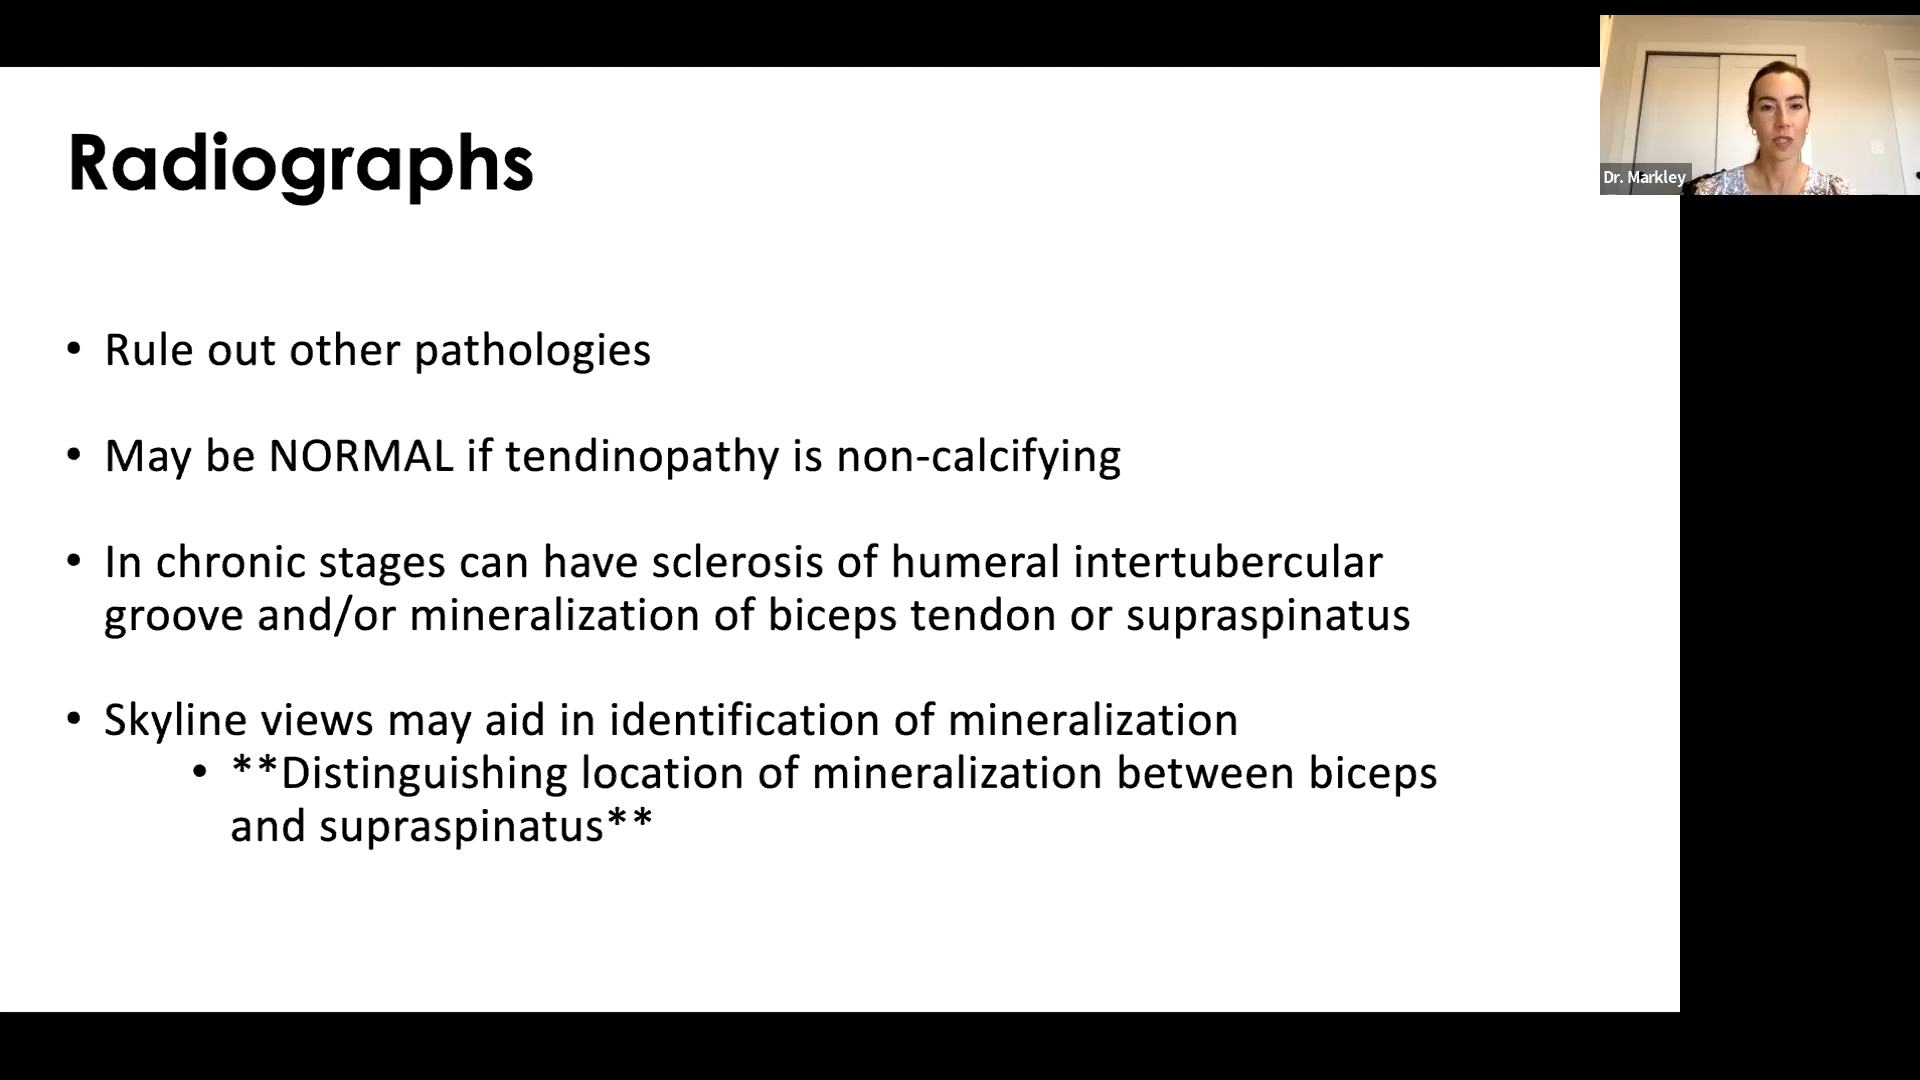 Radiographs
Dr. Markley
• Rule out other pathologies
• May be NORMAL if tendinopathy is non-calcifying
• In chronic stages can have sclerosis of humeral intertubercular
groove and/or mineralization of biceps tendon or supraspinatus
• Skyline views may aid in identification of mineralization
• **Distinguishing location of mineralization between biceps
and supraspinatus**